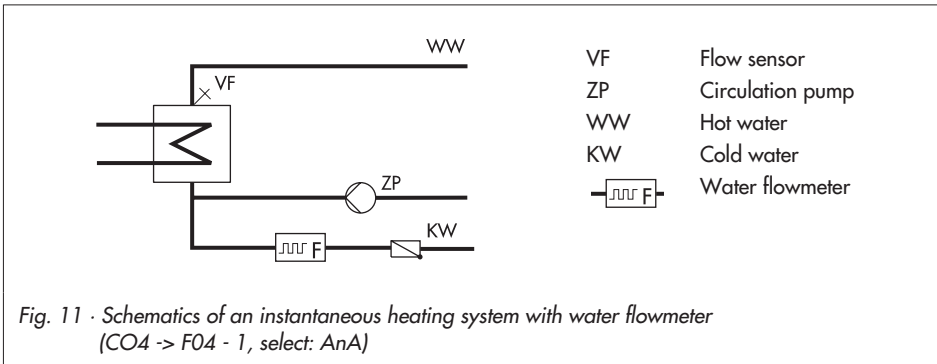 WW
VF
ZP
KW
F
VF Flow sensor
ZP Circulation pump
WW Hot water
KW Cold water
F Water flowmeter
Fig. 11 · Schematics of an instantaneous heating system with water flowmeter
(CO4 -> F04 - 1, select: AnA)